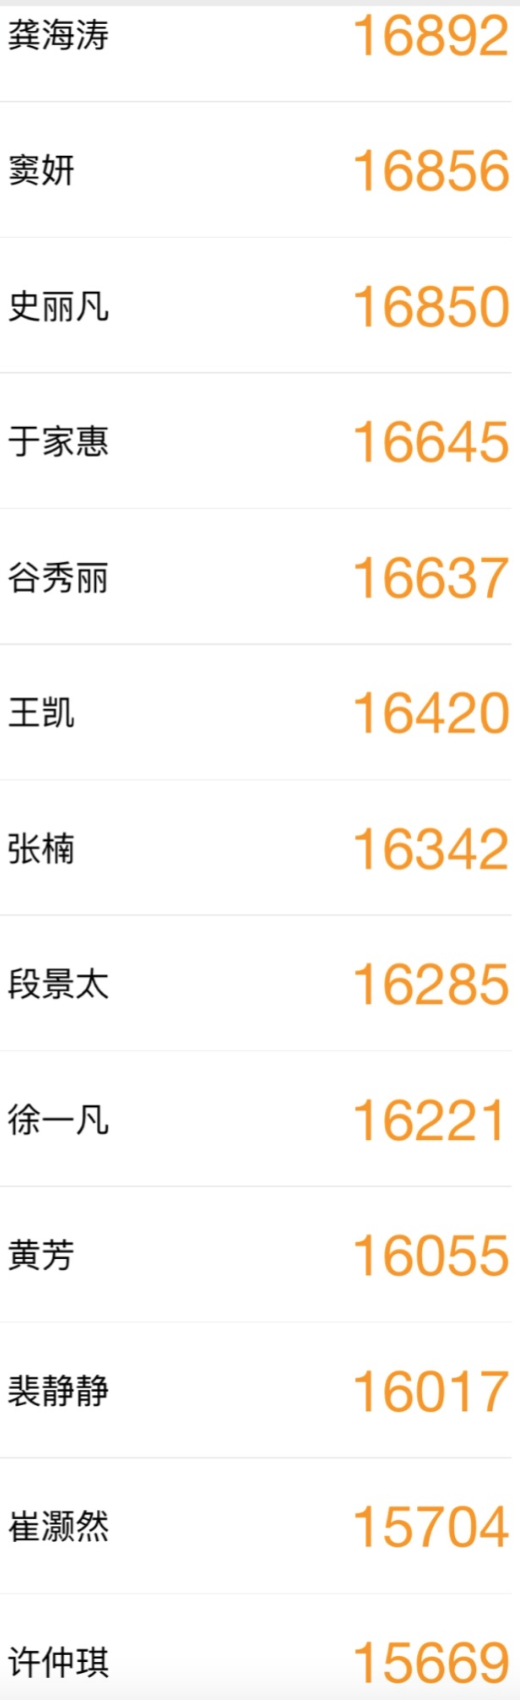 龚海涛 16892
窦妍 16856
史丽凡 16850
于家惠 16645
谷秀丽 16637
王凯 16420
张楠 16342
段景太 16285
徐一凡 16221
黄芳 16055
裴静静 16017
崔灏然 15704
许仲琪 15669